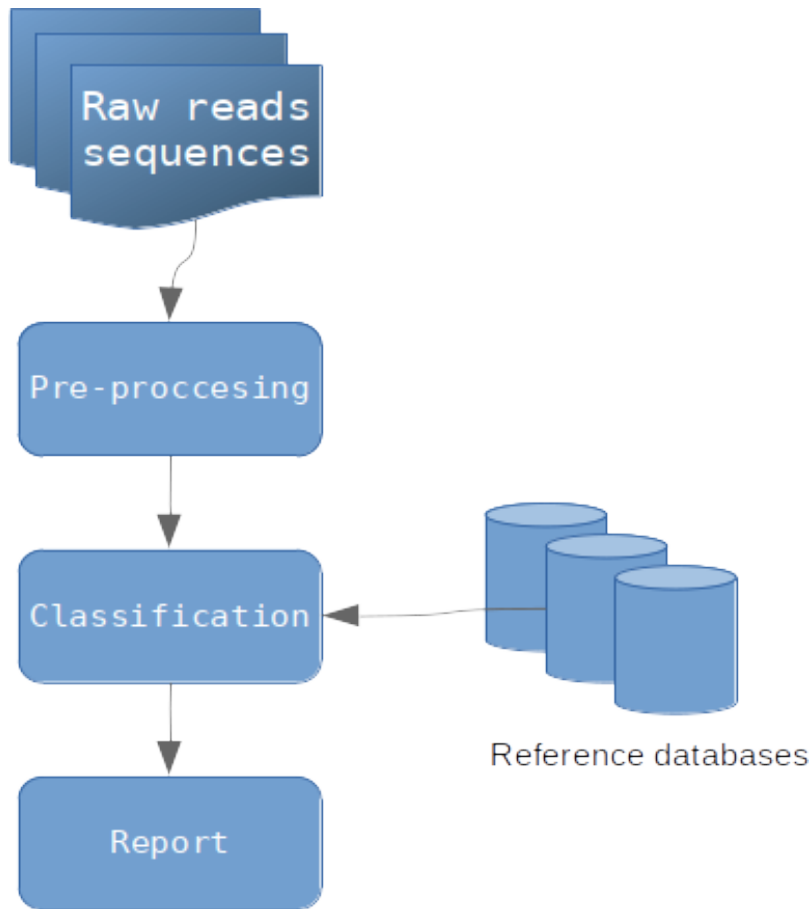 Raw reads
sequences
Pre-proccesing
Classification
Reference databases
Report